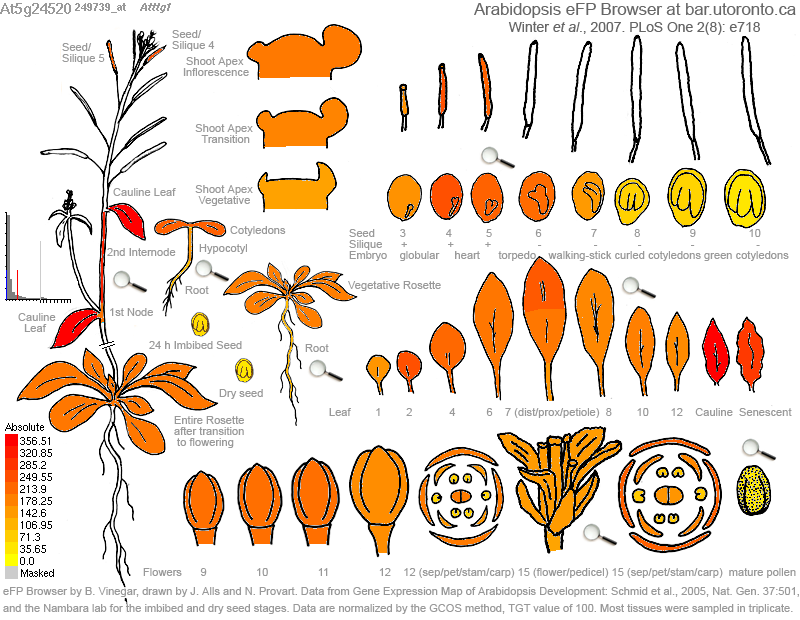 At5g24520 249739_at Atttg1
Arabidopsis eFP Browser at bar.utoronto.ca
Winter et al., 2007. PLoS One 2(8): e718
Seed/
Silique 5
Seed/
Silique 4
Shoot Apex
Inflorescence
Shoot Apex
Transition
Shoot Apex
Vegetative
Cauline Leaf
Cotyledons
2nd Internode
Hypocotyl
Root
1st Node
Cauline
Leaf
Vegetative Rosette
Root
24 h Imbibed Seed
Dry seed
Entire Rosette
after transition
to flowering
Seed 3 4 5 6 7 8 9 10
Silique + + + - - - - -
Embryo globular heart torpedo walking-stick curled cotyledons green cotyledons
Leaf 1 2 4 6 7 (dist/prox/petiole) 8 10 12 Cauline Senescent
Absolute
356.51
320.85
285.2
249.55
213.9
178.25
142.6
106.95
71.3
35.65
0.0
Masked
Flowers 9 10 11 12 12 (sep/pet/stam/carp) 15 (flower/pedicel) 15 (sep/pet/stam/carp) mature pollen
eFP Browser by B. Vinegar, drawn by J. Alls and N. Provart. Data from Gene Expression Map of Arabidopsis Development: Schmid et al., 2005, Nat. Gen. 37:501,
and the Nambara lab for the imbibed and dry seed stages. Data are normalized by the GCOS method, TGT value of 100. Most tissues were sampled in triplicate.